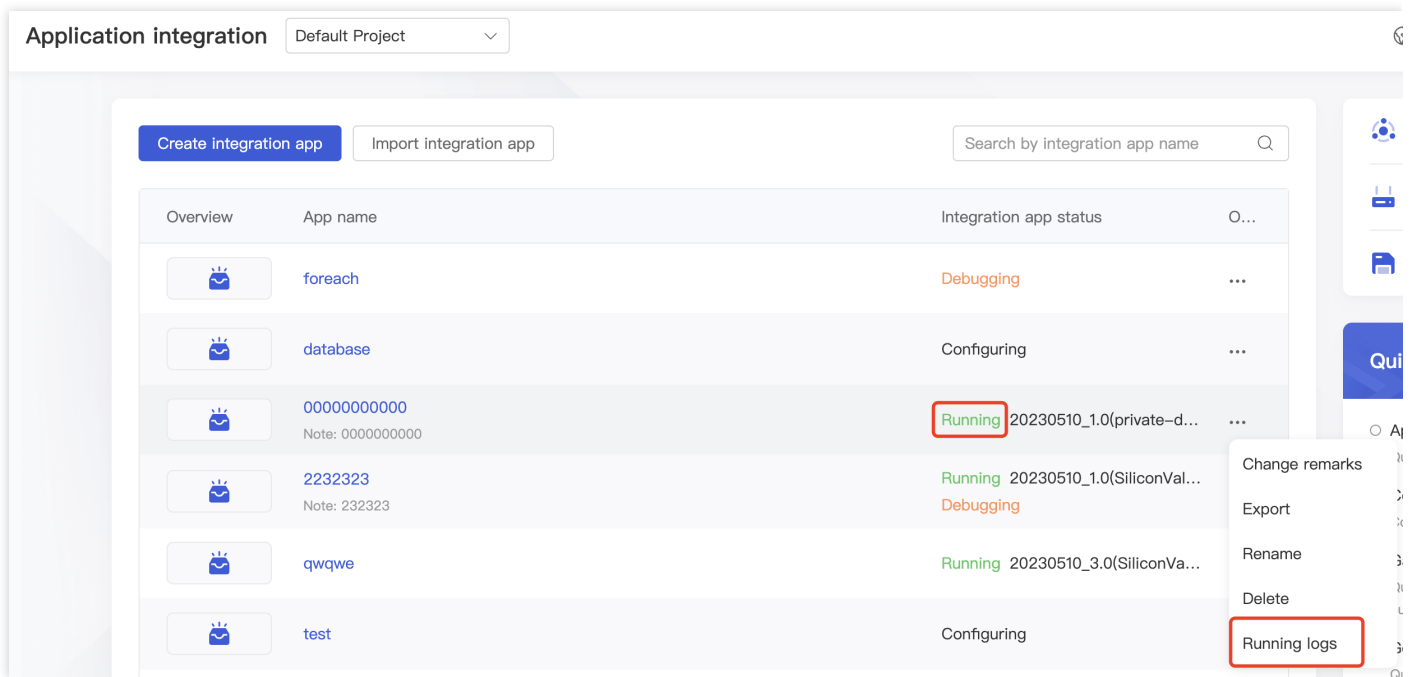 Application integration Default Project
Create integration app Import integration app Search by integration app name
Overview App name Integration app status O...
foreach Debugging
database Configuring
00000000000
Note: 0000000000
Running 20230510_1.0(private-d...
2232323
Note: 232323
Running 20230510_1.0(SiliconVal...
Debugging
qwqwe Running 20230510_3.0(SiliconVa...
test Configuring
Change remarks
Export
Rename
Delete
Running logs